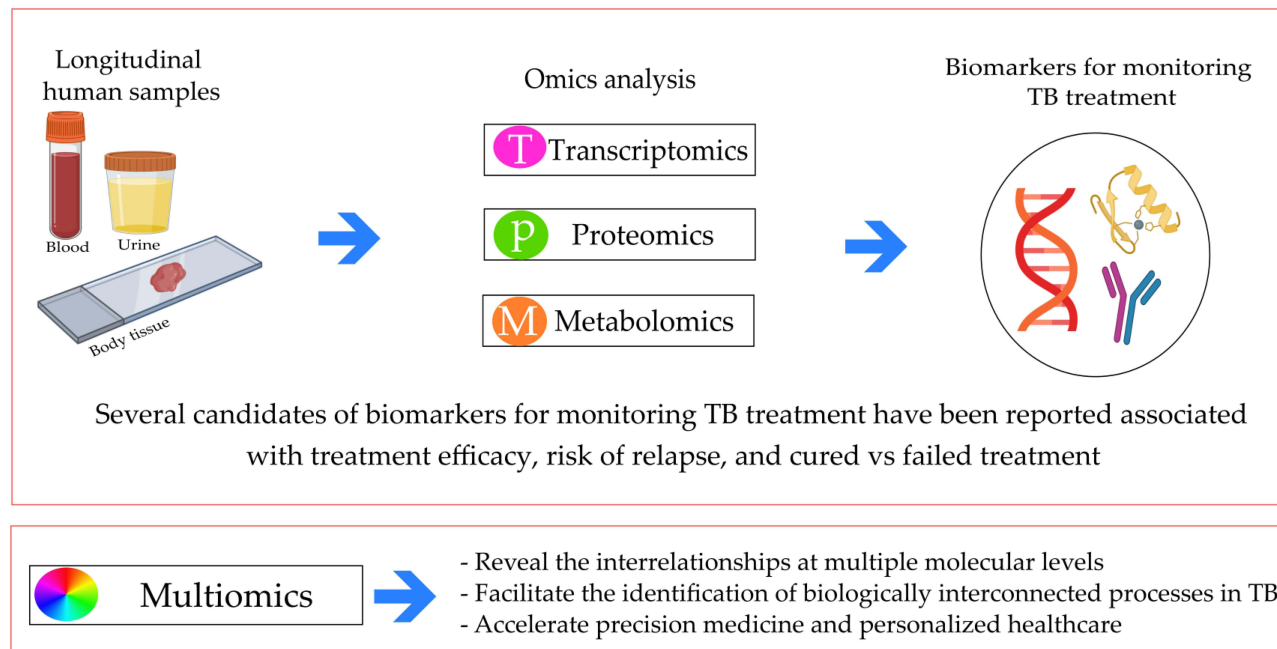 Longitudinal
human samples
Blood
Urine
Body tissue
Omics analysis
T Transcriptomics
p Proteomics
M Metabolomics
Biomarkers for monitoring
TB treatment
Several candidates of biomarkers for monitoring TB treatment have been reported associated
with treatment efficacy, risk of relapse, and cured vs failed treatment
Multiomics
- Reveal the interrelationships at multiple molecular levels
- Facilitate the identification of biologically interconnected processes in TB
- Accelerate precision medicine and personalized healthcare